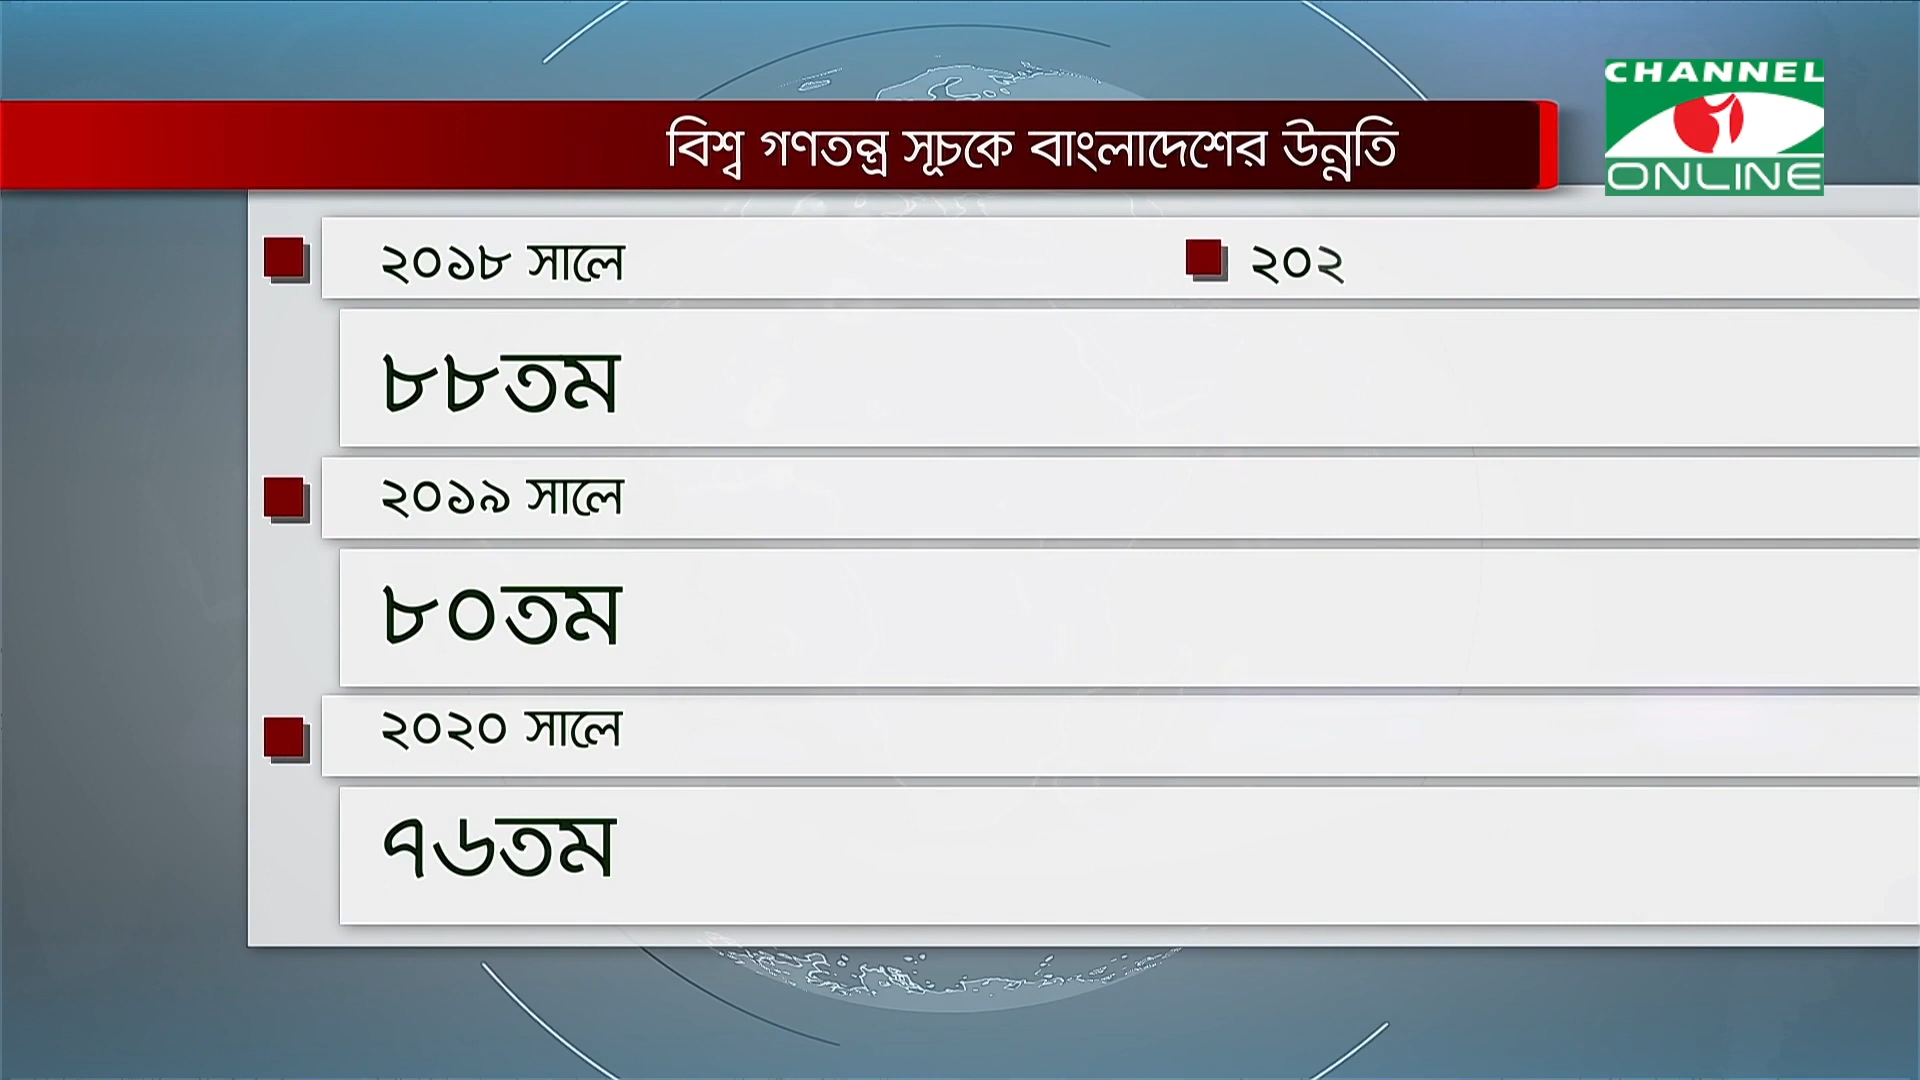 CHANNEL
i
ONLINE
বিশ্ব গণতন্ত্র সূচকে বাংলাদেশের উন্নতি
২০১৮ সালে
৮৮তম
২০১৯ সালে
৮০তম
২০২০ সালে
৭৬তম
২০২